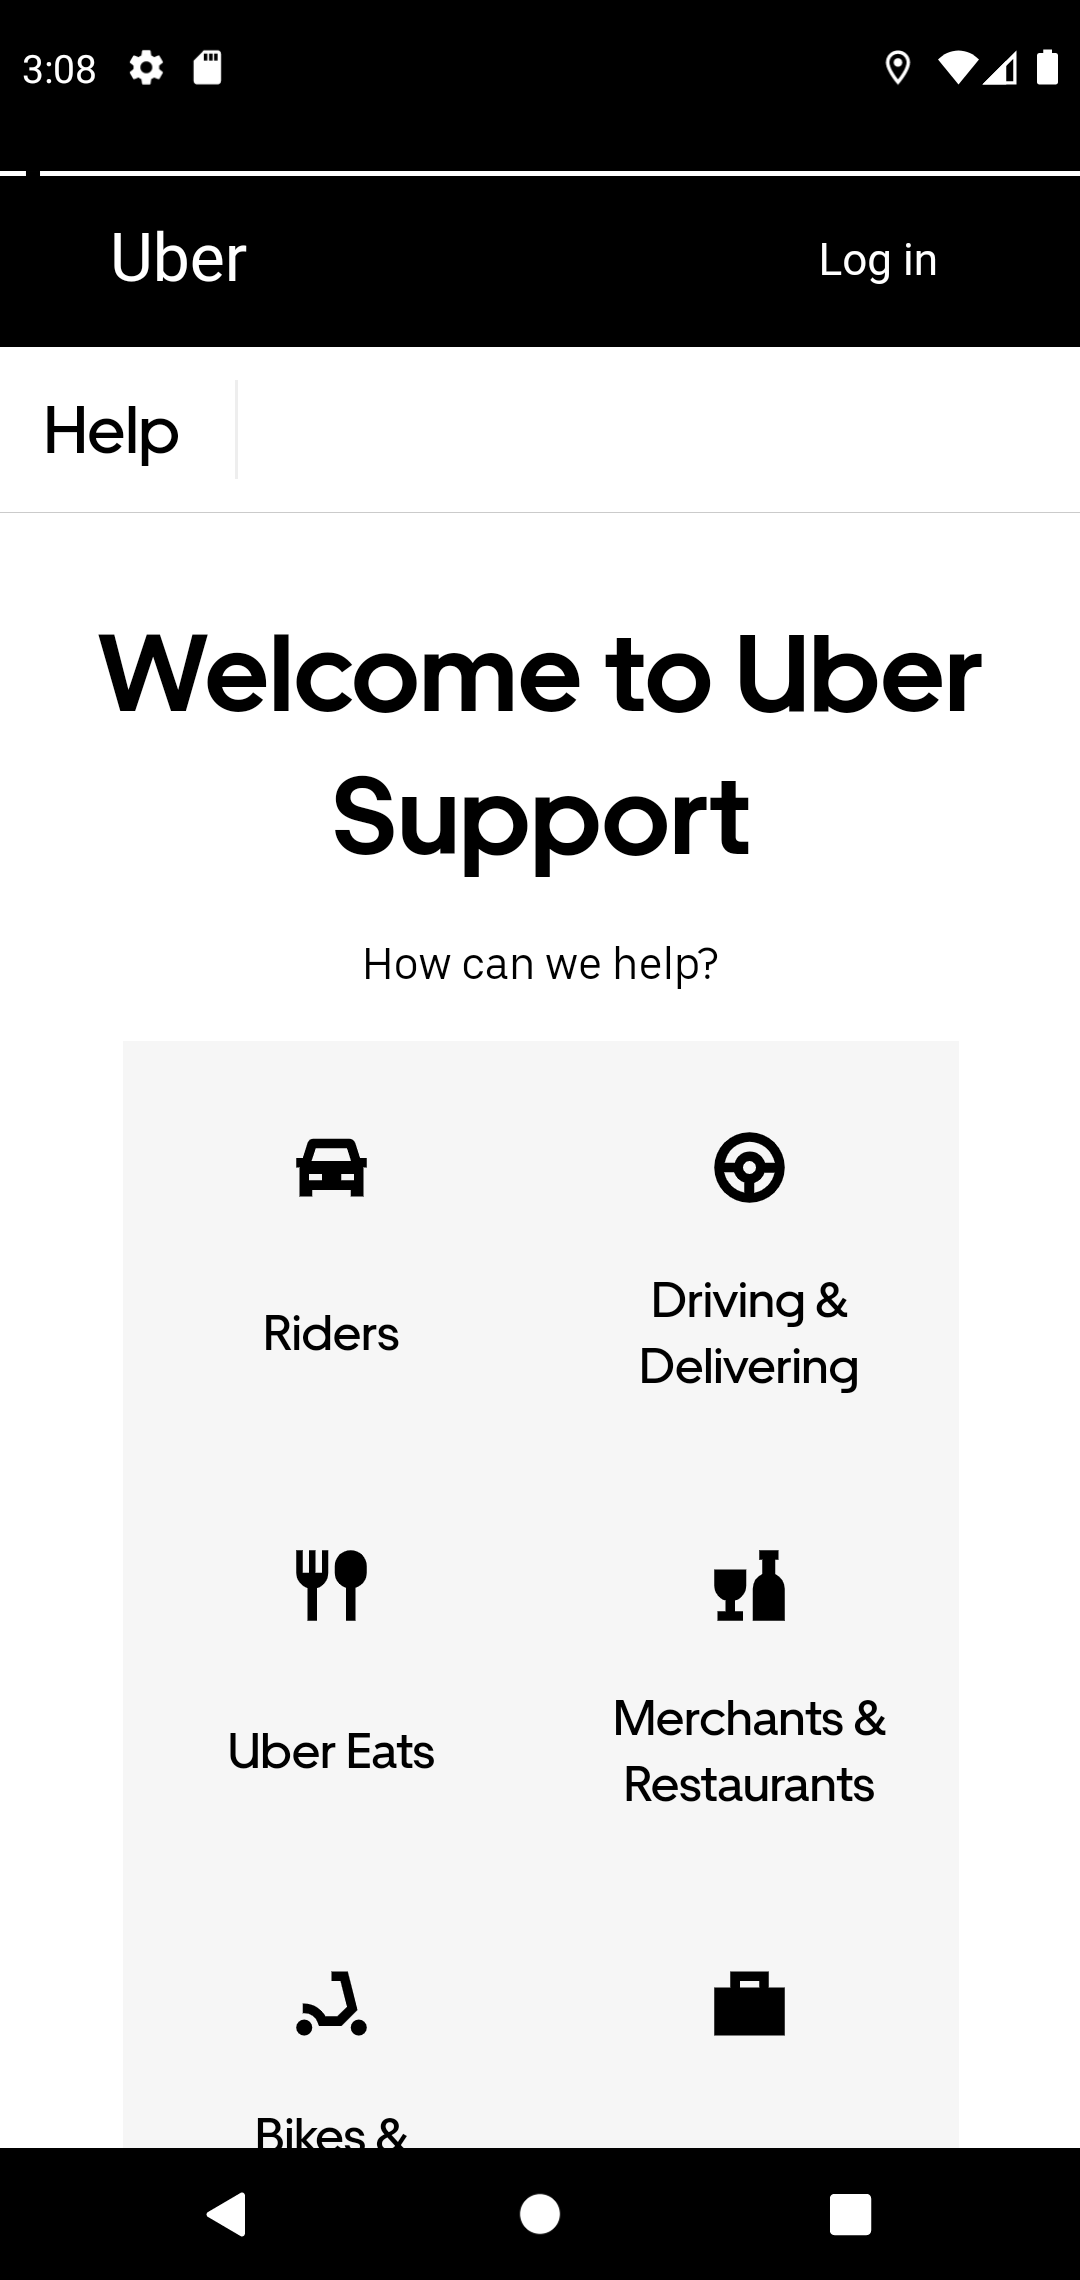 3:08
Uber
Log in
Help
Welcome to Uber
Support
How can we help?
Riders
Driving &
Delivering
Uber Eats
Merchants &
Restaurants
Bikes &